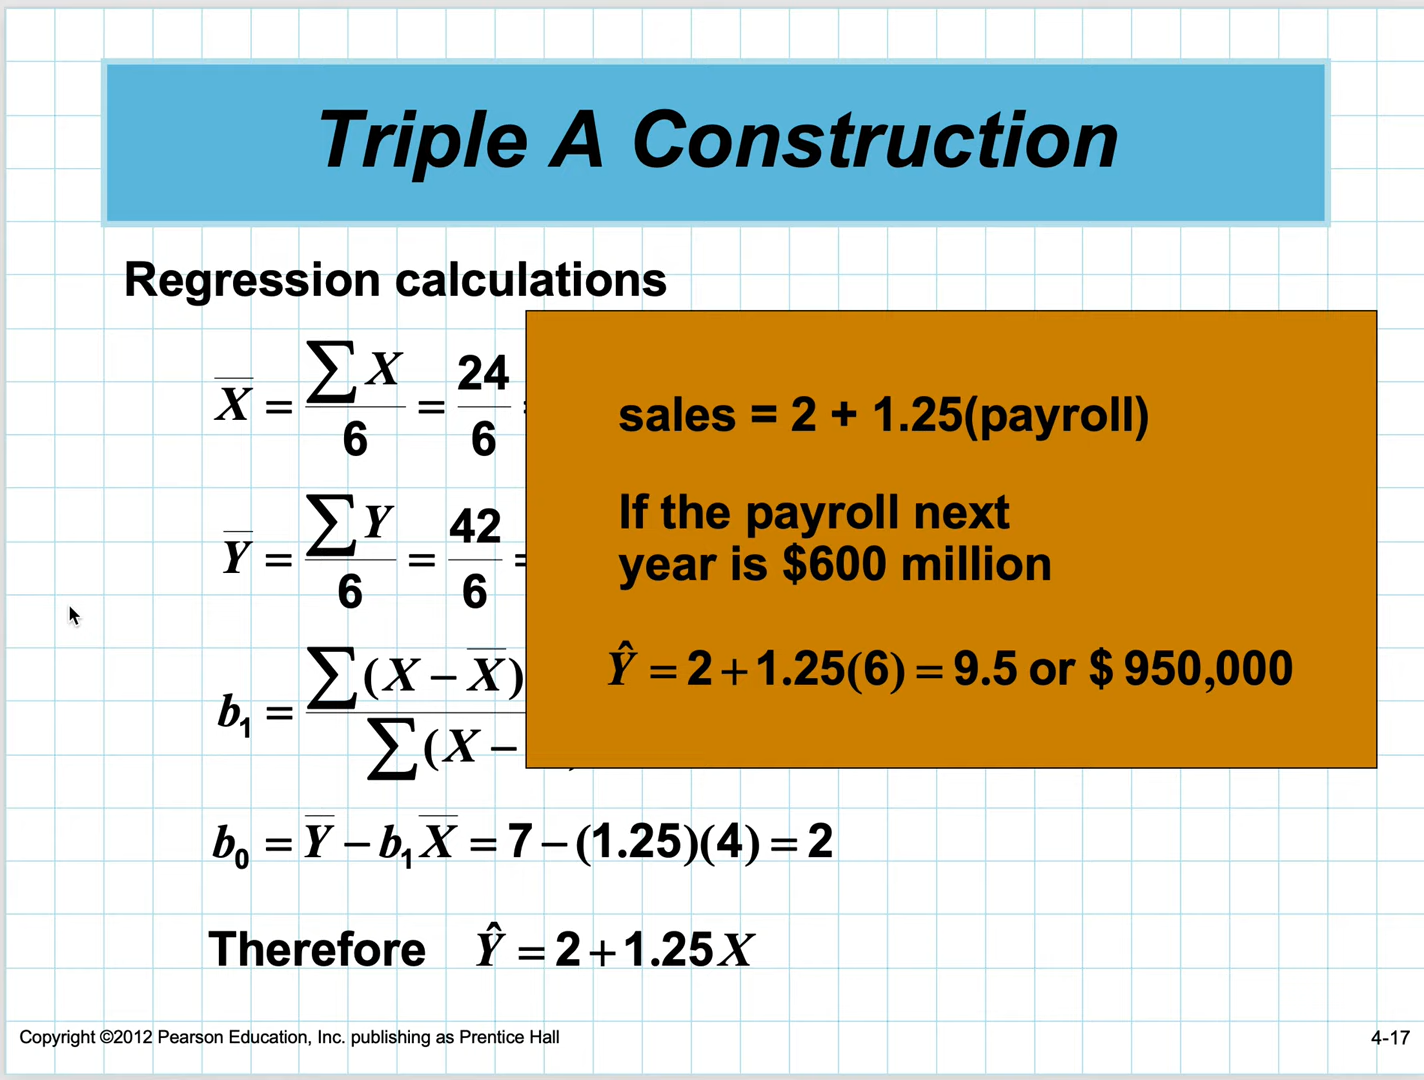 Triple A Construction
Regression calculations
X̄ = ∑X / 6 = 24 / 6
sales = 2 + 1.25(payroll)
If the payroll next
year is $600 million
Ȳ = ∑Y / 6 = 42 / 6 =
Ŷ = 2 + 1.25(6) = 9.5 or $ 950,000
b₁ = ∑(X − X̄) / ∑(X −
b₀ = Ȳ − b₁X̄ = 7 − (1.25)(4) = 2
Therefore Ŷ = 2 + 1.25X
Copyright ©2012 Pearson Education, Inc. publishing as Prentice Hall
4-17